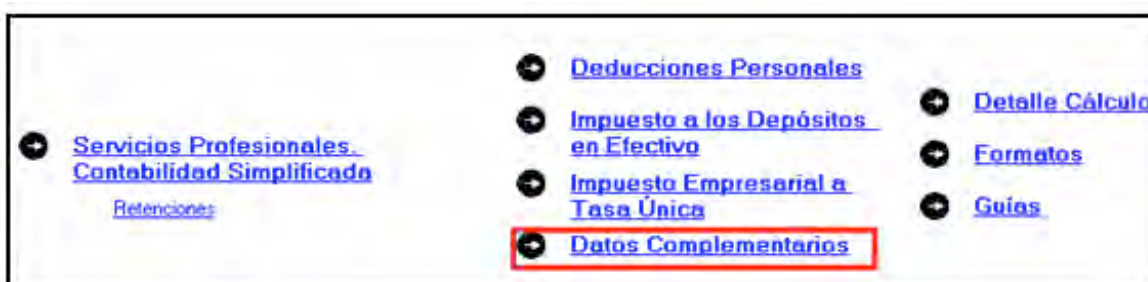 Servicios Profesionales.
Contabilidad Simplificada
Retenciones
Deducciones Personales
Impuesto a los Depósitos
en Efectivo
Impuesto Empresarial a
Tasa Única
Datos Complementarios
Detalle Cálculo
Formatos
Guías